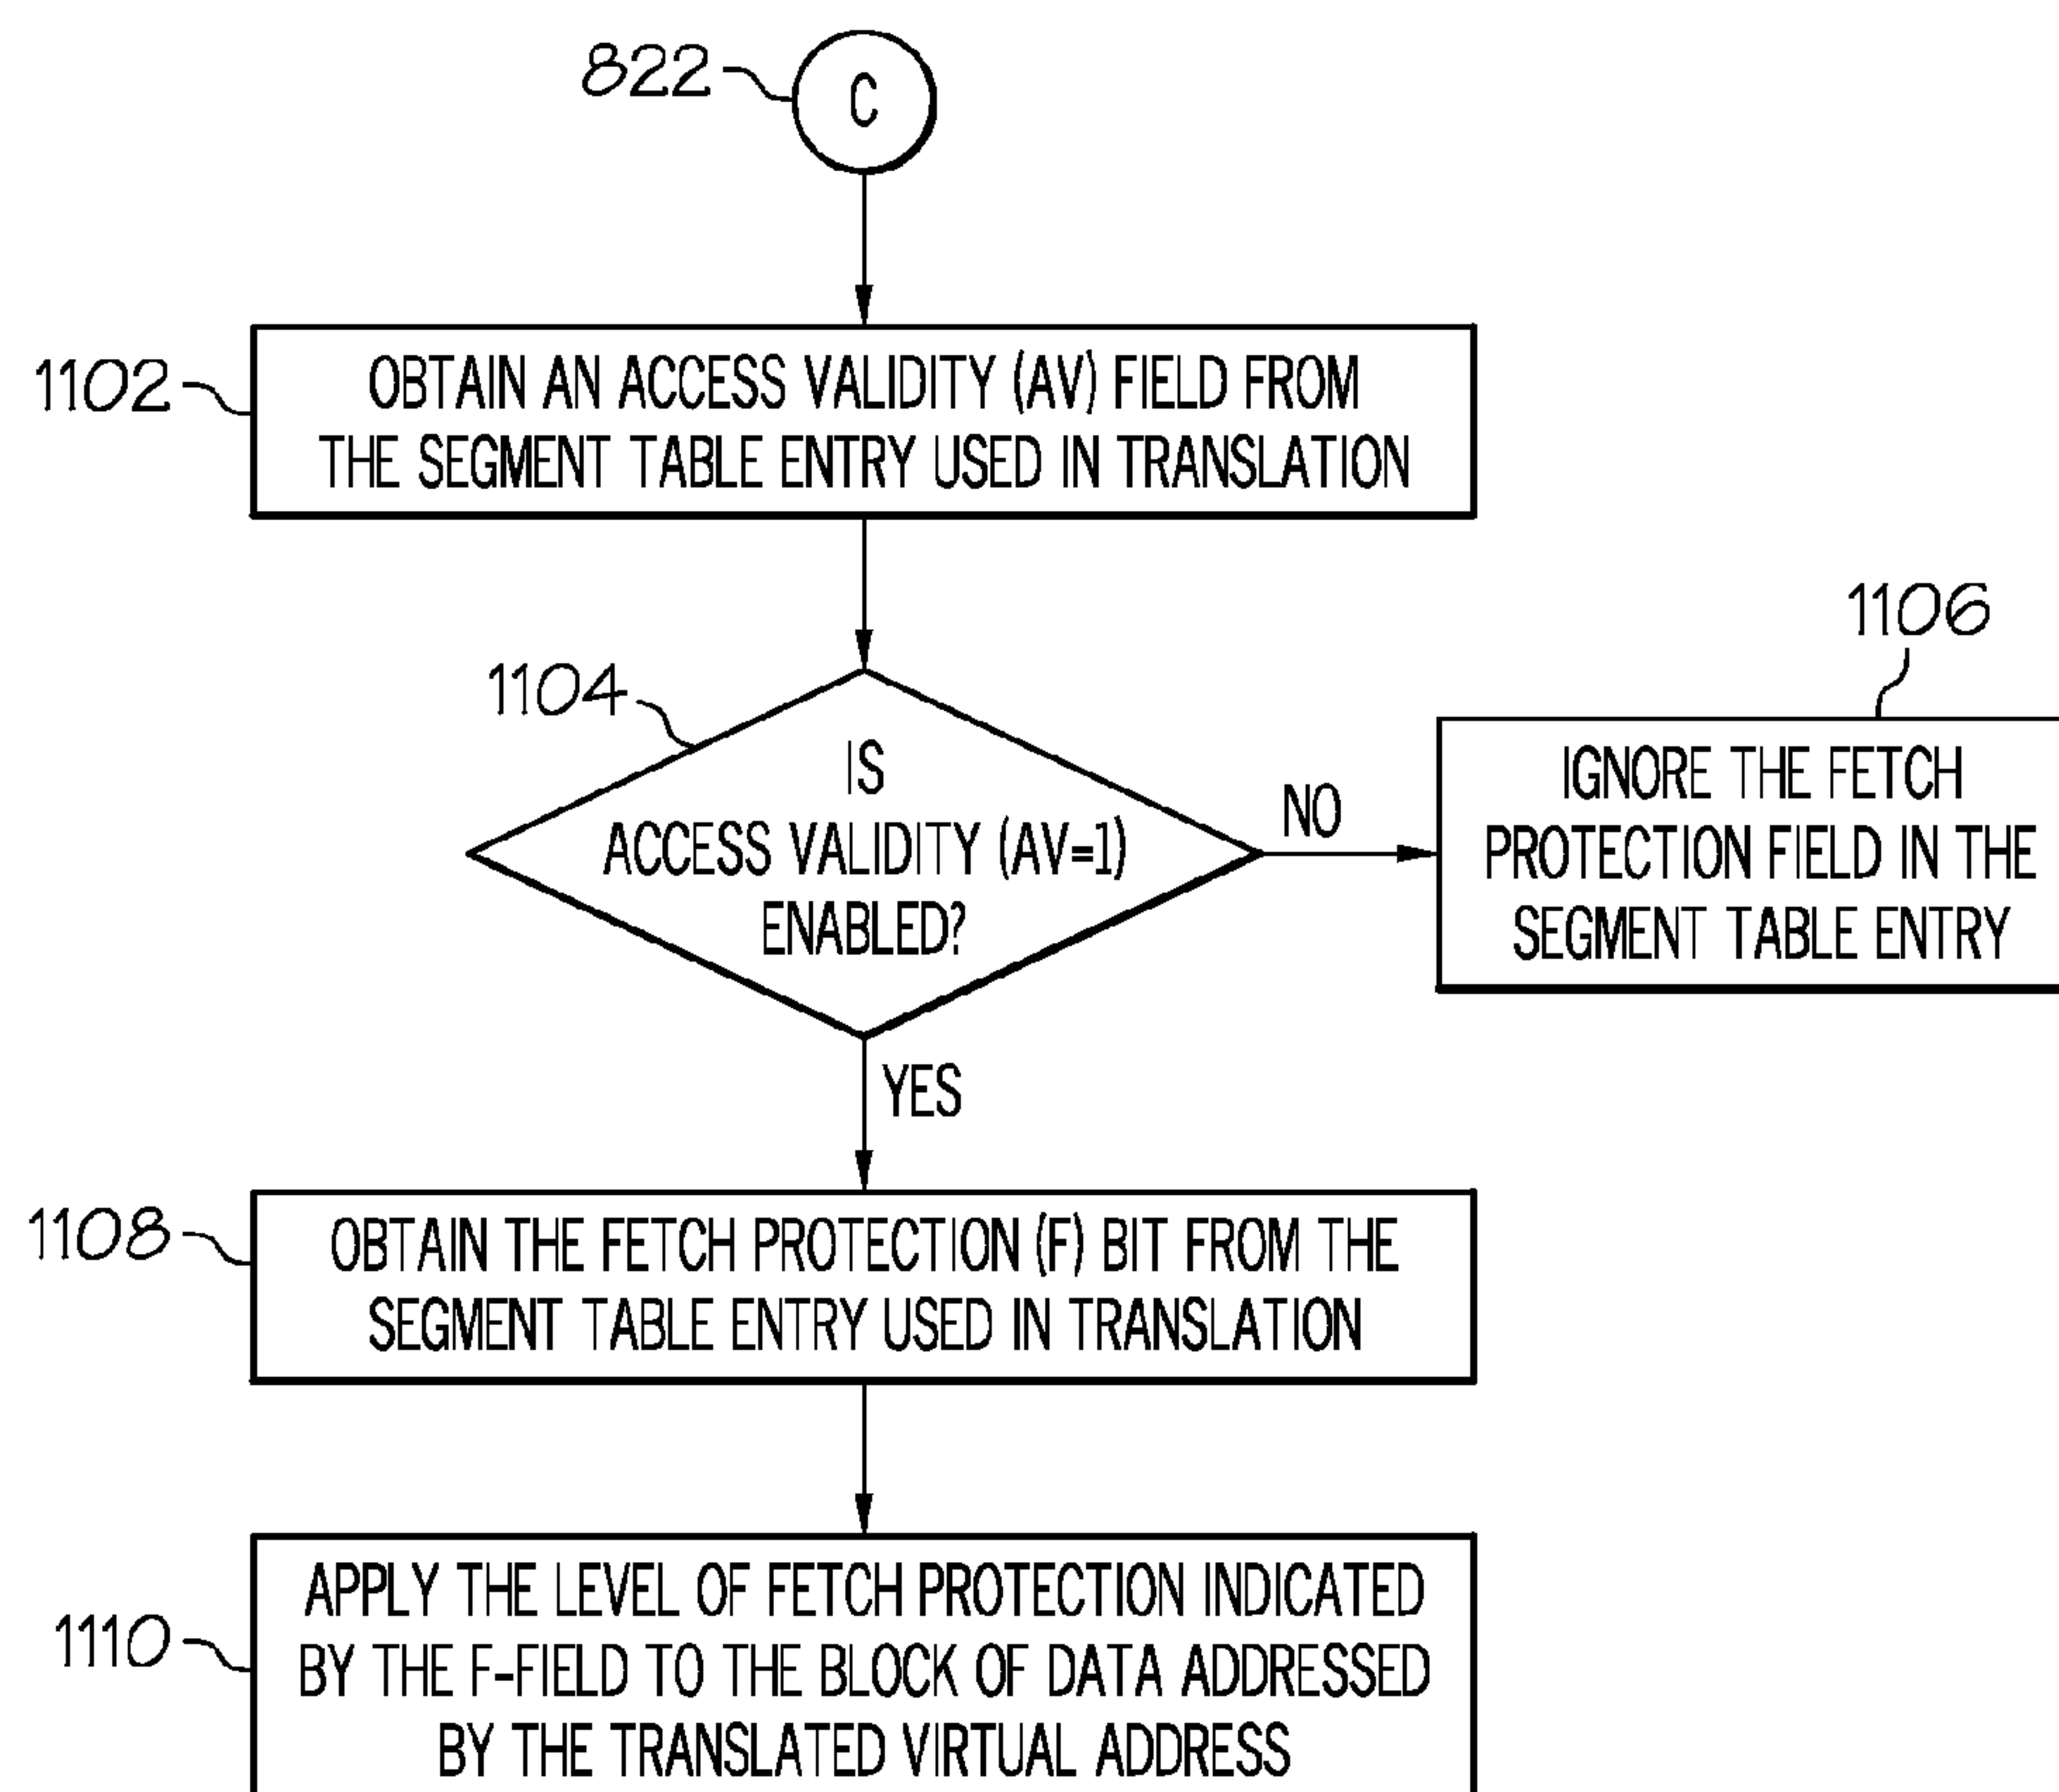 822
C
1102
OBTAIN AN ACCESS VALIDITY (AV) FIELD FROM
THE SEGMENT TABLE ENTRY USED IN TRANSLATION
1104
IS
ACCESS VALIDITY (AV=1)
ENABLED?
NO
1106
IGNORE THE FETCH
PROTECTION FIELD IN THE
SEGMENT TABLE ENTRY
YES
1108
OBTAIN THE FETCH PROTECTION (F) BIT FROM THE
SEGMENT TABLE ENTRY USED IN TRANSLATION
1110
APPLY THE LEVEL OF FETCH PROTECTION INDICATED
BY THE F-FIELD TO THE BLOCK OF DATA ADDRESSED
BY THE TRANSLATED VIRTUAL ADDRESS